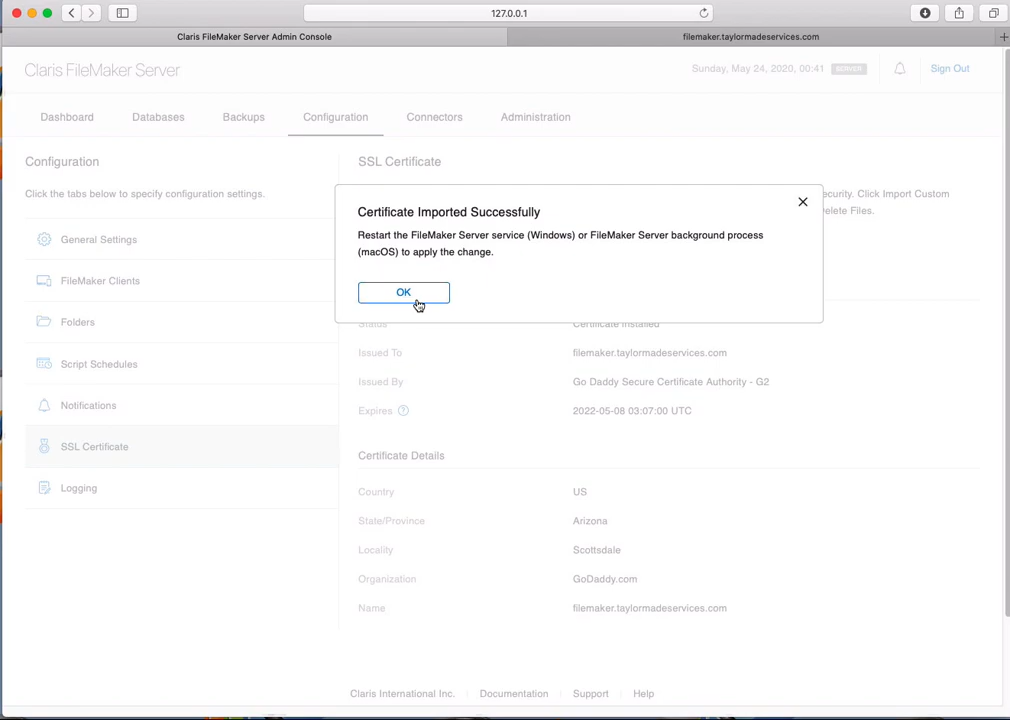 127.0.0.1
Claris FileMaker Server Admin Console
filemaker.taylormadeservices.com
Claris FileMaker Server
Sunday, May 24, 2020, 00:41
SERVER
Sign Out
Dashboard
Databases
Backups
Configuration
Connectors
Administration
Configuration
Click the tabs below to specify configuration settings.
General Settings
FileMaker Clients
Folders
Script Schedules
Notifications
SSL Certificate
Logging
SSL Certificate
ecurity. Click Import Custom
elete Files.
Certificate Imported Successfully
Restart the FileMaker Server service (Windows) or FileMaker Server background process
(macOS) to apply the change.
OK
Status Certificate Installed
Issued To filemaker.taylormadeservices.com
Issued By Go Daddy Secure Certificate Authority - G2
Expires ? 2022-05-08 03:07:00 UTC
Certificate Details
Country US
State/Province Arizona
Locality Scottsdale
Organization GoDaddy.com
Name filemaker.taylormadeservices.com
Claris International Inc.
Documentation
Support
Help